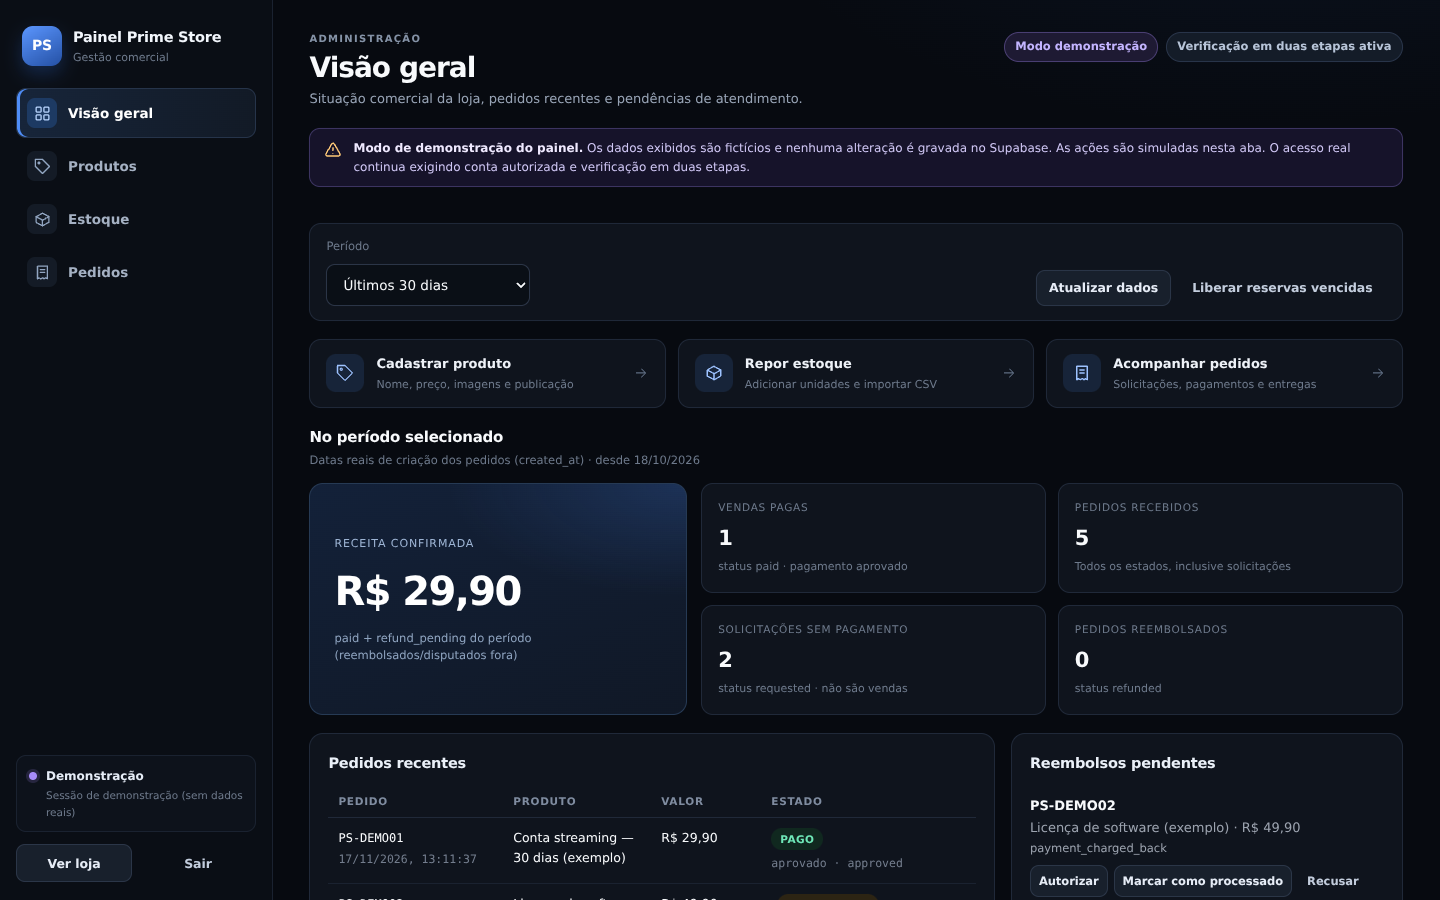 PS
Painel Prime Store
Gestão comercial
Visão geral
Produtos
Estoque
Pedidos
Demonstração
Sessão de demonstração (sem dados
reais)
Ver loja
Sair
ADMINISTRAÇÃO
Visão geral
Situação comercial da loja, pedidos recentes e pendências de atendimento.
Modo demonstração
Verificação em duas etapas ativa
Modo de demonstração do painel. Os dados exibidos são fictícios e nenhuma alteração é gravada no Supabase. As ações são simuladas nesta aba. O acesso real
continua exigindo conta autorizada e verificação em duas etapas.
Período
Últimos 30 dias
Atualizar dados
Liberar reservas vencidas
Cadastrar produto
Nome, preço, imagens e publicação
Repor estoque
Adicionar unidades e importar CSV
Acompanhar pedidos
Solicitações, pagamentos e entregas
No período selecionado
Datas reais de criação dos pedidos (created_at) · desde 18/10/2026
RECEITA CONFIRMADA
R$ 29,90
paid + refund_pending do período
(reembolsados/disputados fora)
VENDAS PAGAS
1
status paid · pagamento aprovado
PEDIDOS RECEBIDOS
5
Todos os estados, inclusive solicitações
SOLICITAÇÕES SEM PAGAMENTO
2
status requested · não são vendas
PEDIDOS REEMBOLSADOS
0
status refunded
Pedidos recentes
PEDIDO PRODUTO VALOR ESTADO
PS-DEMO01
17/11/2026, 13:11:37
Conta streaming —
30 dias (exemplo)
R$ 29,90
PAGO
aprovado · approved
Reembolsos pendentes
PS-DEMO02
Licença de software (exemplo) · R$ 49,90
payment_charged_back
Autorizar
Marcar como processado
Recusar